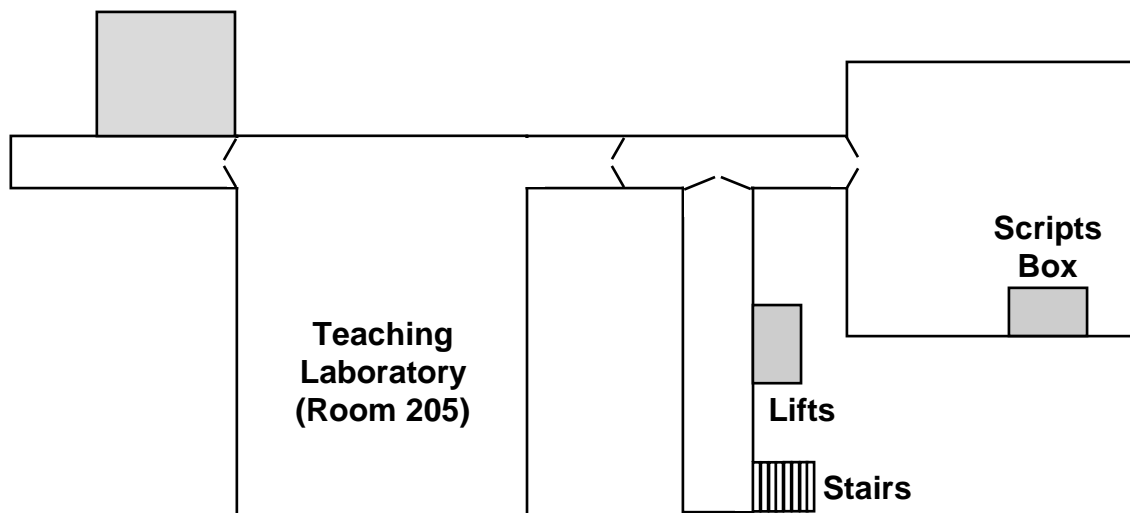 Scripts
Box
Teaching
Laboratory
(Room 205)
Lifts
Stairs